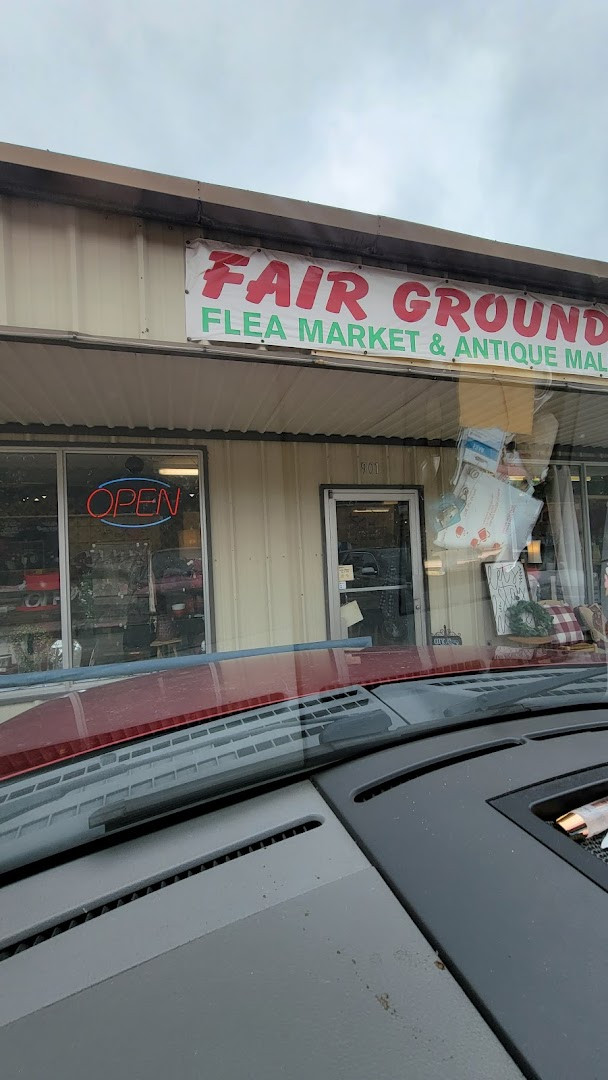 FAIR GROUND
FLEA MARKET & ANTIQUE MAL
901
OPEN